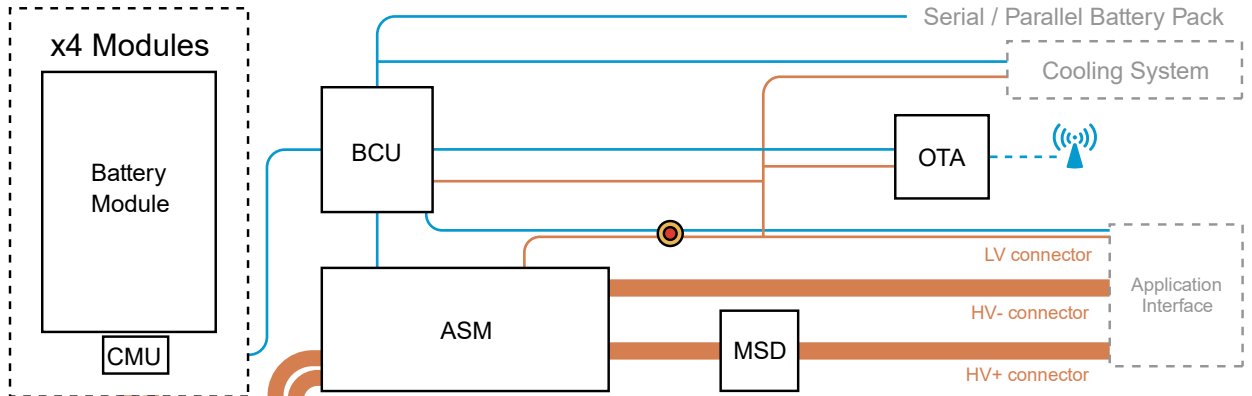 Serial / Parallel Battery Pack
x4 Modules
Cooling System
BCU
OTA
Battery
Module
LV connector
Application
Interface
HV- connector
ASM
MSD
CMU
HV+ connector